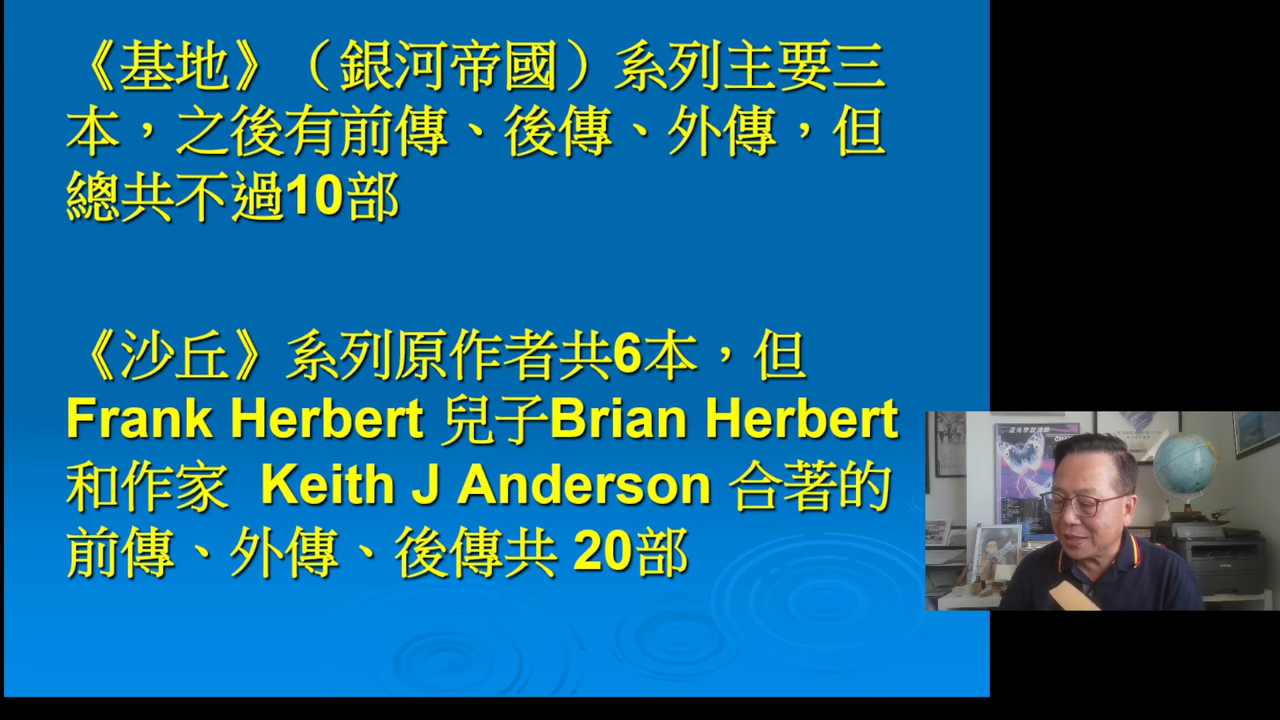 《基地》（銀河帝國）系列主要三
本，之後有前傳、後傳、外傳，但
總共不過10部
《沙丘》系列原作者共6本，但
Frank Herbert 兒子Brian Herbert
和作家 Keith J Anderson 合著的
前傳、外傳、後傳共 20部